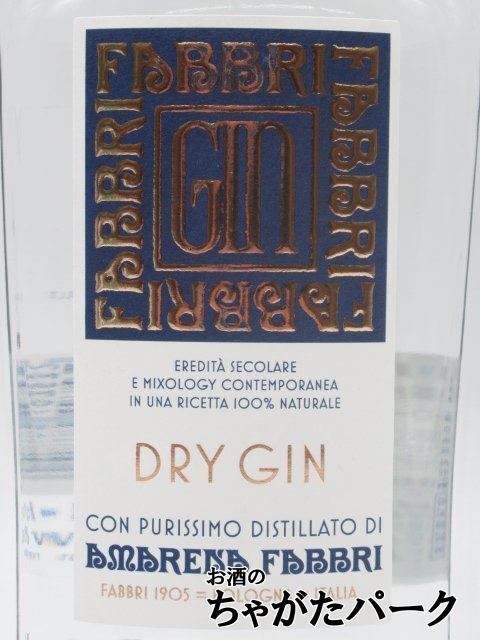 FABBRI
FABBRI
FABBRI
FABBRI
GIN
EREDITÀ SECOLARE
E MIXOLOGY CONTEMPORANEA
IN UNA RICETTA 100% NATURALE
DRY GIN
CON PURISSIMO DISTILLATO DI
AMARENA FABBRI
FABBRI 1905 = BOLOGNA = ITALIA
お酒の
ちゃがたパーク